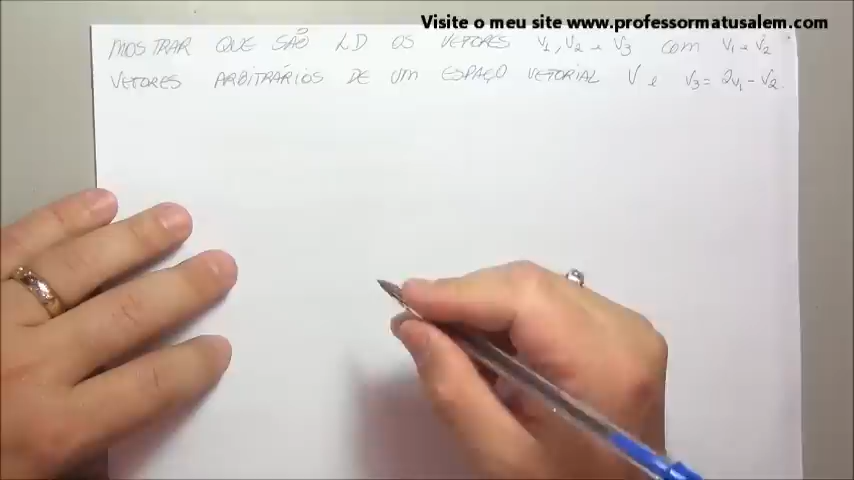 Visite o meu site www.professormatusalem.com
MOSTRAR QUE SÃO LD OS VETORES v₁, v₂ e v₃ com v₁ e v₂
VETORES ARBITRÁRIOS DE UM ESPAÇO VETORIAL V e v₃ = 2v₁ - v₂.